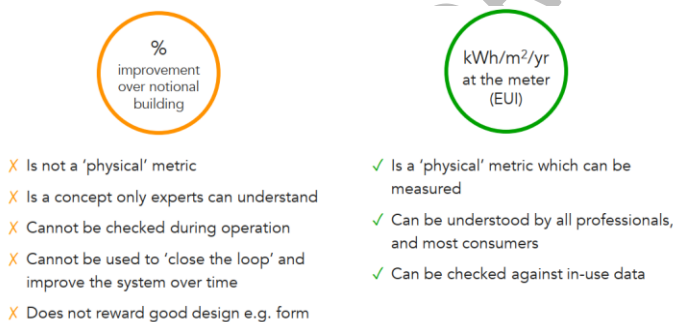 %
improvement
over notional
building
✗ Is not a ‘physical’ metric
✗ Is a concept only experts can understand
✗ Cannot be checked during operation
✗ Cannot be used to ‘close the loop’ and
improve the system over time
✗ Does not reward good design e.g. form
kWh/m²/yr
at the meter
(EUI)
✓ Is a ‘physical’ metric which can be
measured
✓ Can be understood by all professionals,
and most consumers
✓ Can be checked against in-use data